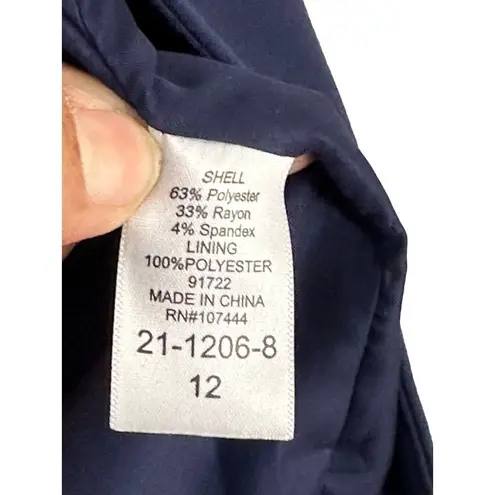 SHELL
63% Polyester
33% Rayon
4% Spandex
LINING
100%POLYESTER
91722
MADE IN CHINA
RN#107444
21-1206-8
12